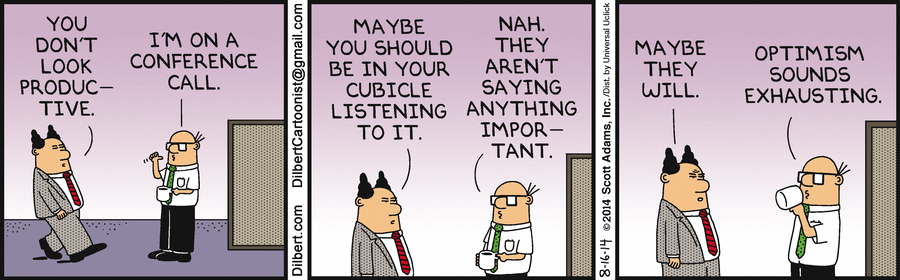 YOU
DON'T
LOOK
PRODUC-
TIVE.
I'M ON A
CONFERENCE
CALL.
Dilbert.com DilbertCartoonist@gmail.com
MAYBE
YOU SHOULD
BE IN YOUR
CUBICLE
LISTENING
TO IT.
NAH.
THEY
AREN'T
SAYING
ANYTHING
IMPOR-
TANT.
8-16-14 ©2014 Scott Adams, Inc. /Dist. by Universal Uclick
MAYBE
THEY
WILL.
OPTIMISM
SOUNDS
EXHAUSTING.